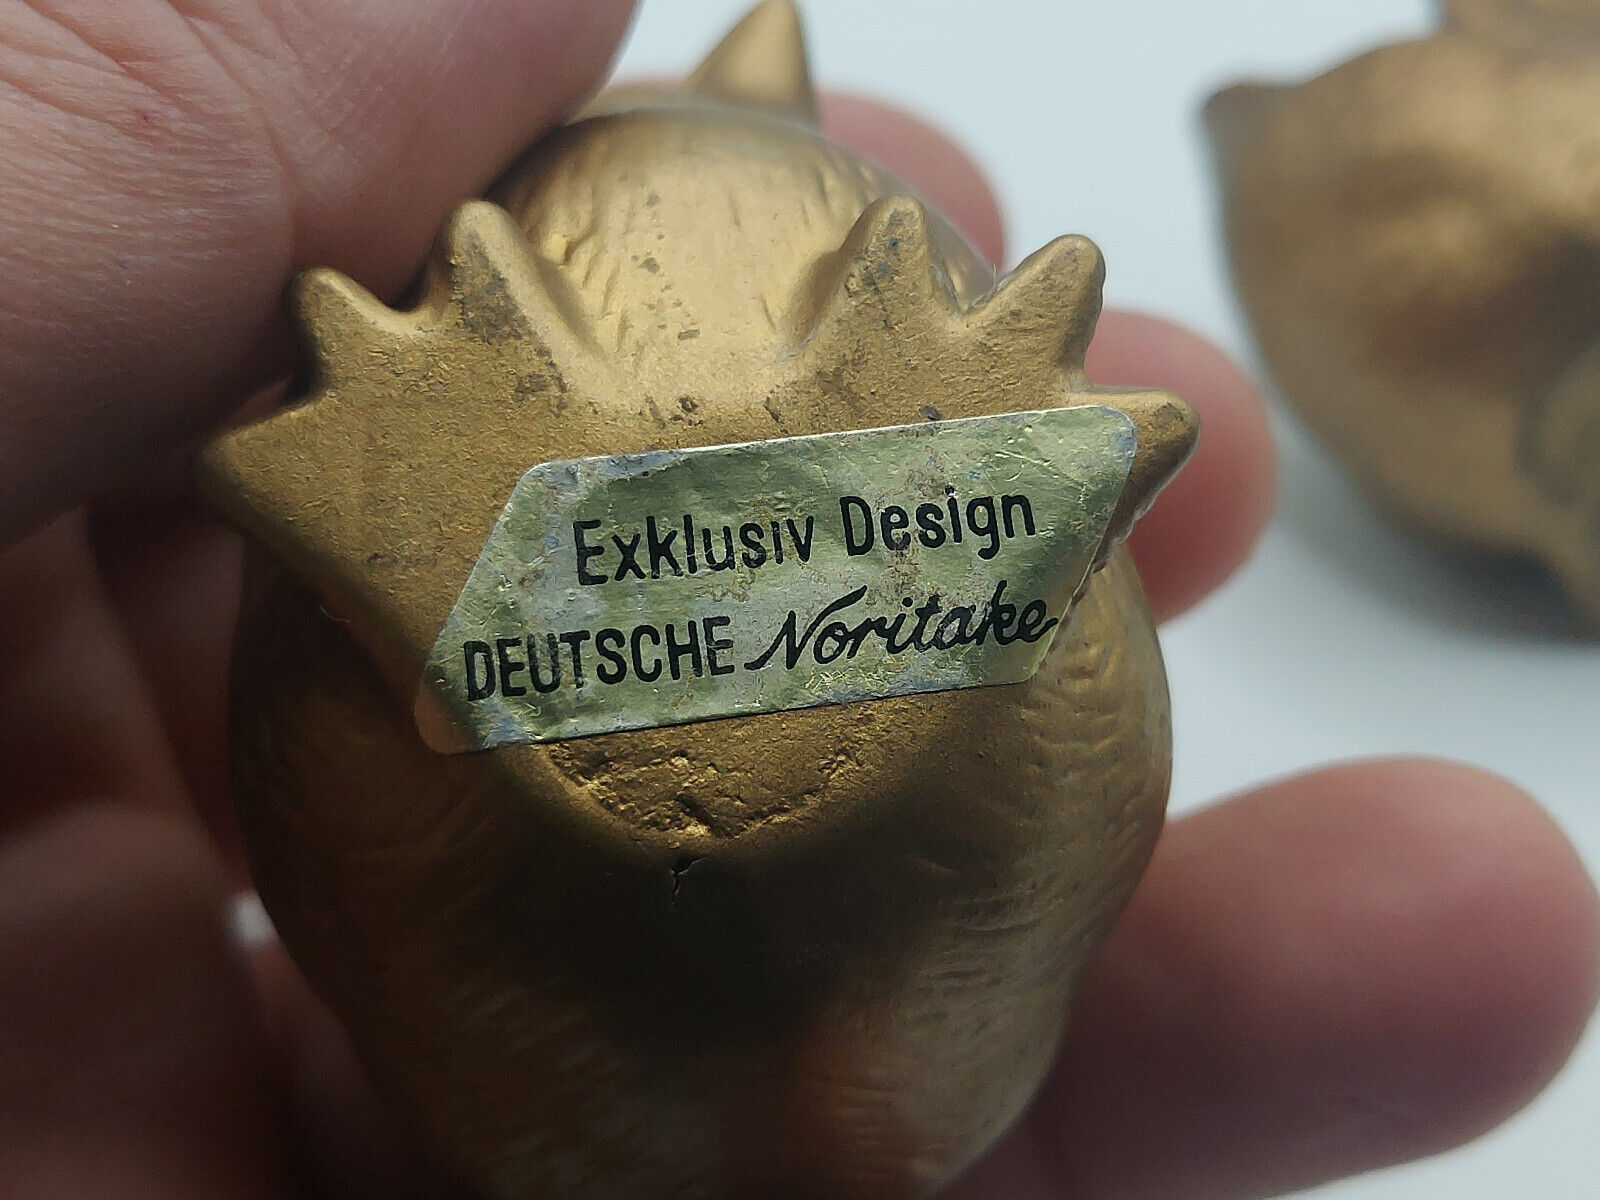 Exklusiv Design
DEUTSCHE Noritake